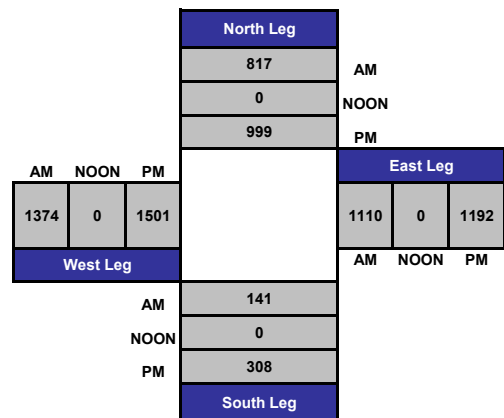 North Leg
817
AM
0
NOON
999
PM
AM NOON PM
East Leg
1374 0 1501
1110 0 1192
West Leg
AM NOON PM
AM
141
NOON
0
PM
308
South Leg